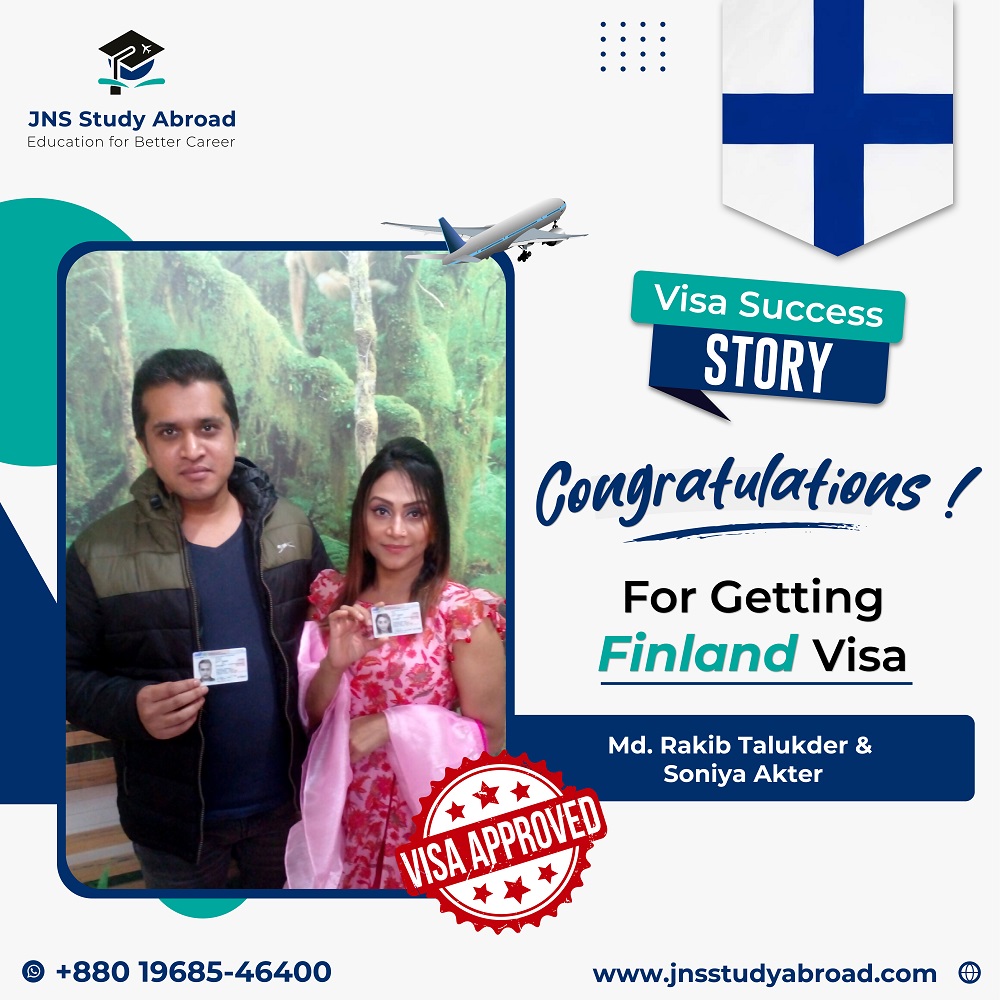 JNS Study Abroad
Education for Better Career
Visa Success
STORY
Congratulations !
For Getting
Finland Visa
Md. Rakib Talukder &
Soniya Akter
VISA APPROVED
+880 19685-46400
www.jnsstudyabroad.com